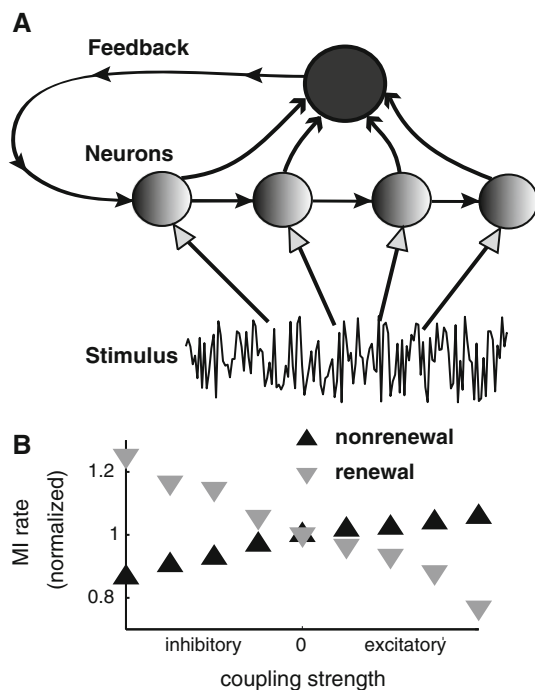 A
Feedback
Neurons
Stimulus
B
nonrenewal
renewal
MI rate
(normalized)
1.2
1
0.8
inhibitory 0 excitatory
coupling strength